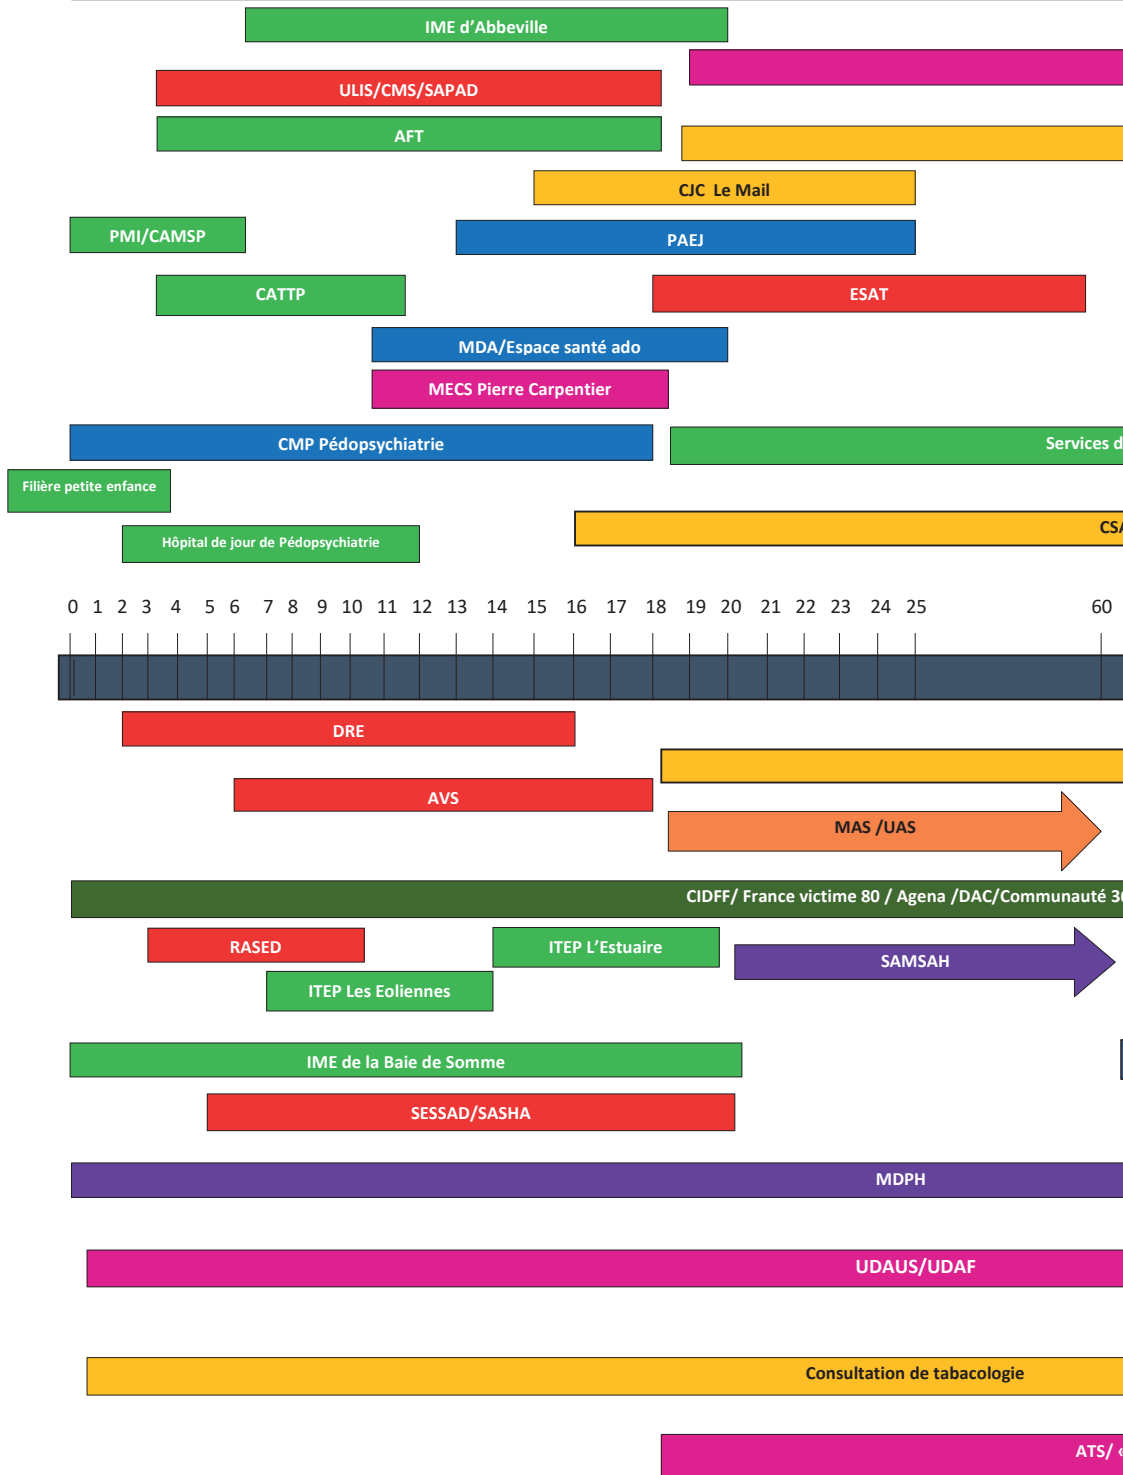 IME d'Abbeville
ULIS/CMS/SAPAD
AFT
CJC Le Mail
PMI/CAMSP
PAEJ
CATTP
ESAT
MDA/Espace santé ado
MECS Pierre Carpentier
CMP Pédopsychiatrie
Services d
Filière petite enfance
CSA
Hôpital de jour de Pédopsychiatrie
0 1 2 3 4 5 6 7 8 9 10 11 12 13 14 15 16 17 18 19 20 21 22 23 24 25 60
DRE
AVS
MAS /UAS
CIDFF/ France victime 80 / Agena /DAC/Communauté 36
RASED
ITEP L'Estuaire
SAMSAH
ITEP Les Eoliennes
IME de la Baie de Somme
SESSAD/SASHA
MDPH
UDAUS/UDAF
Consultation de tabacologie
ATS/ «